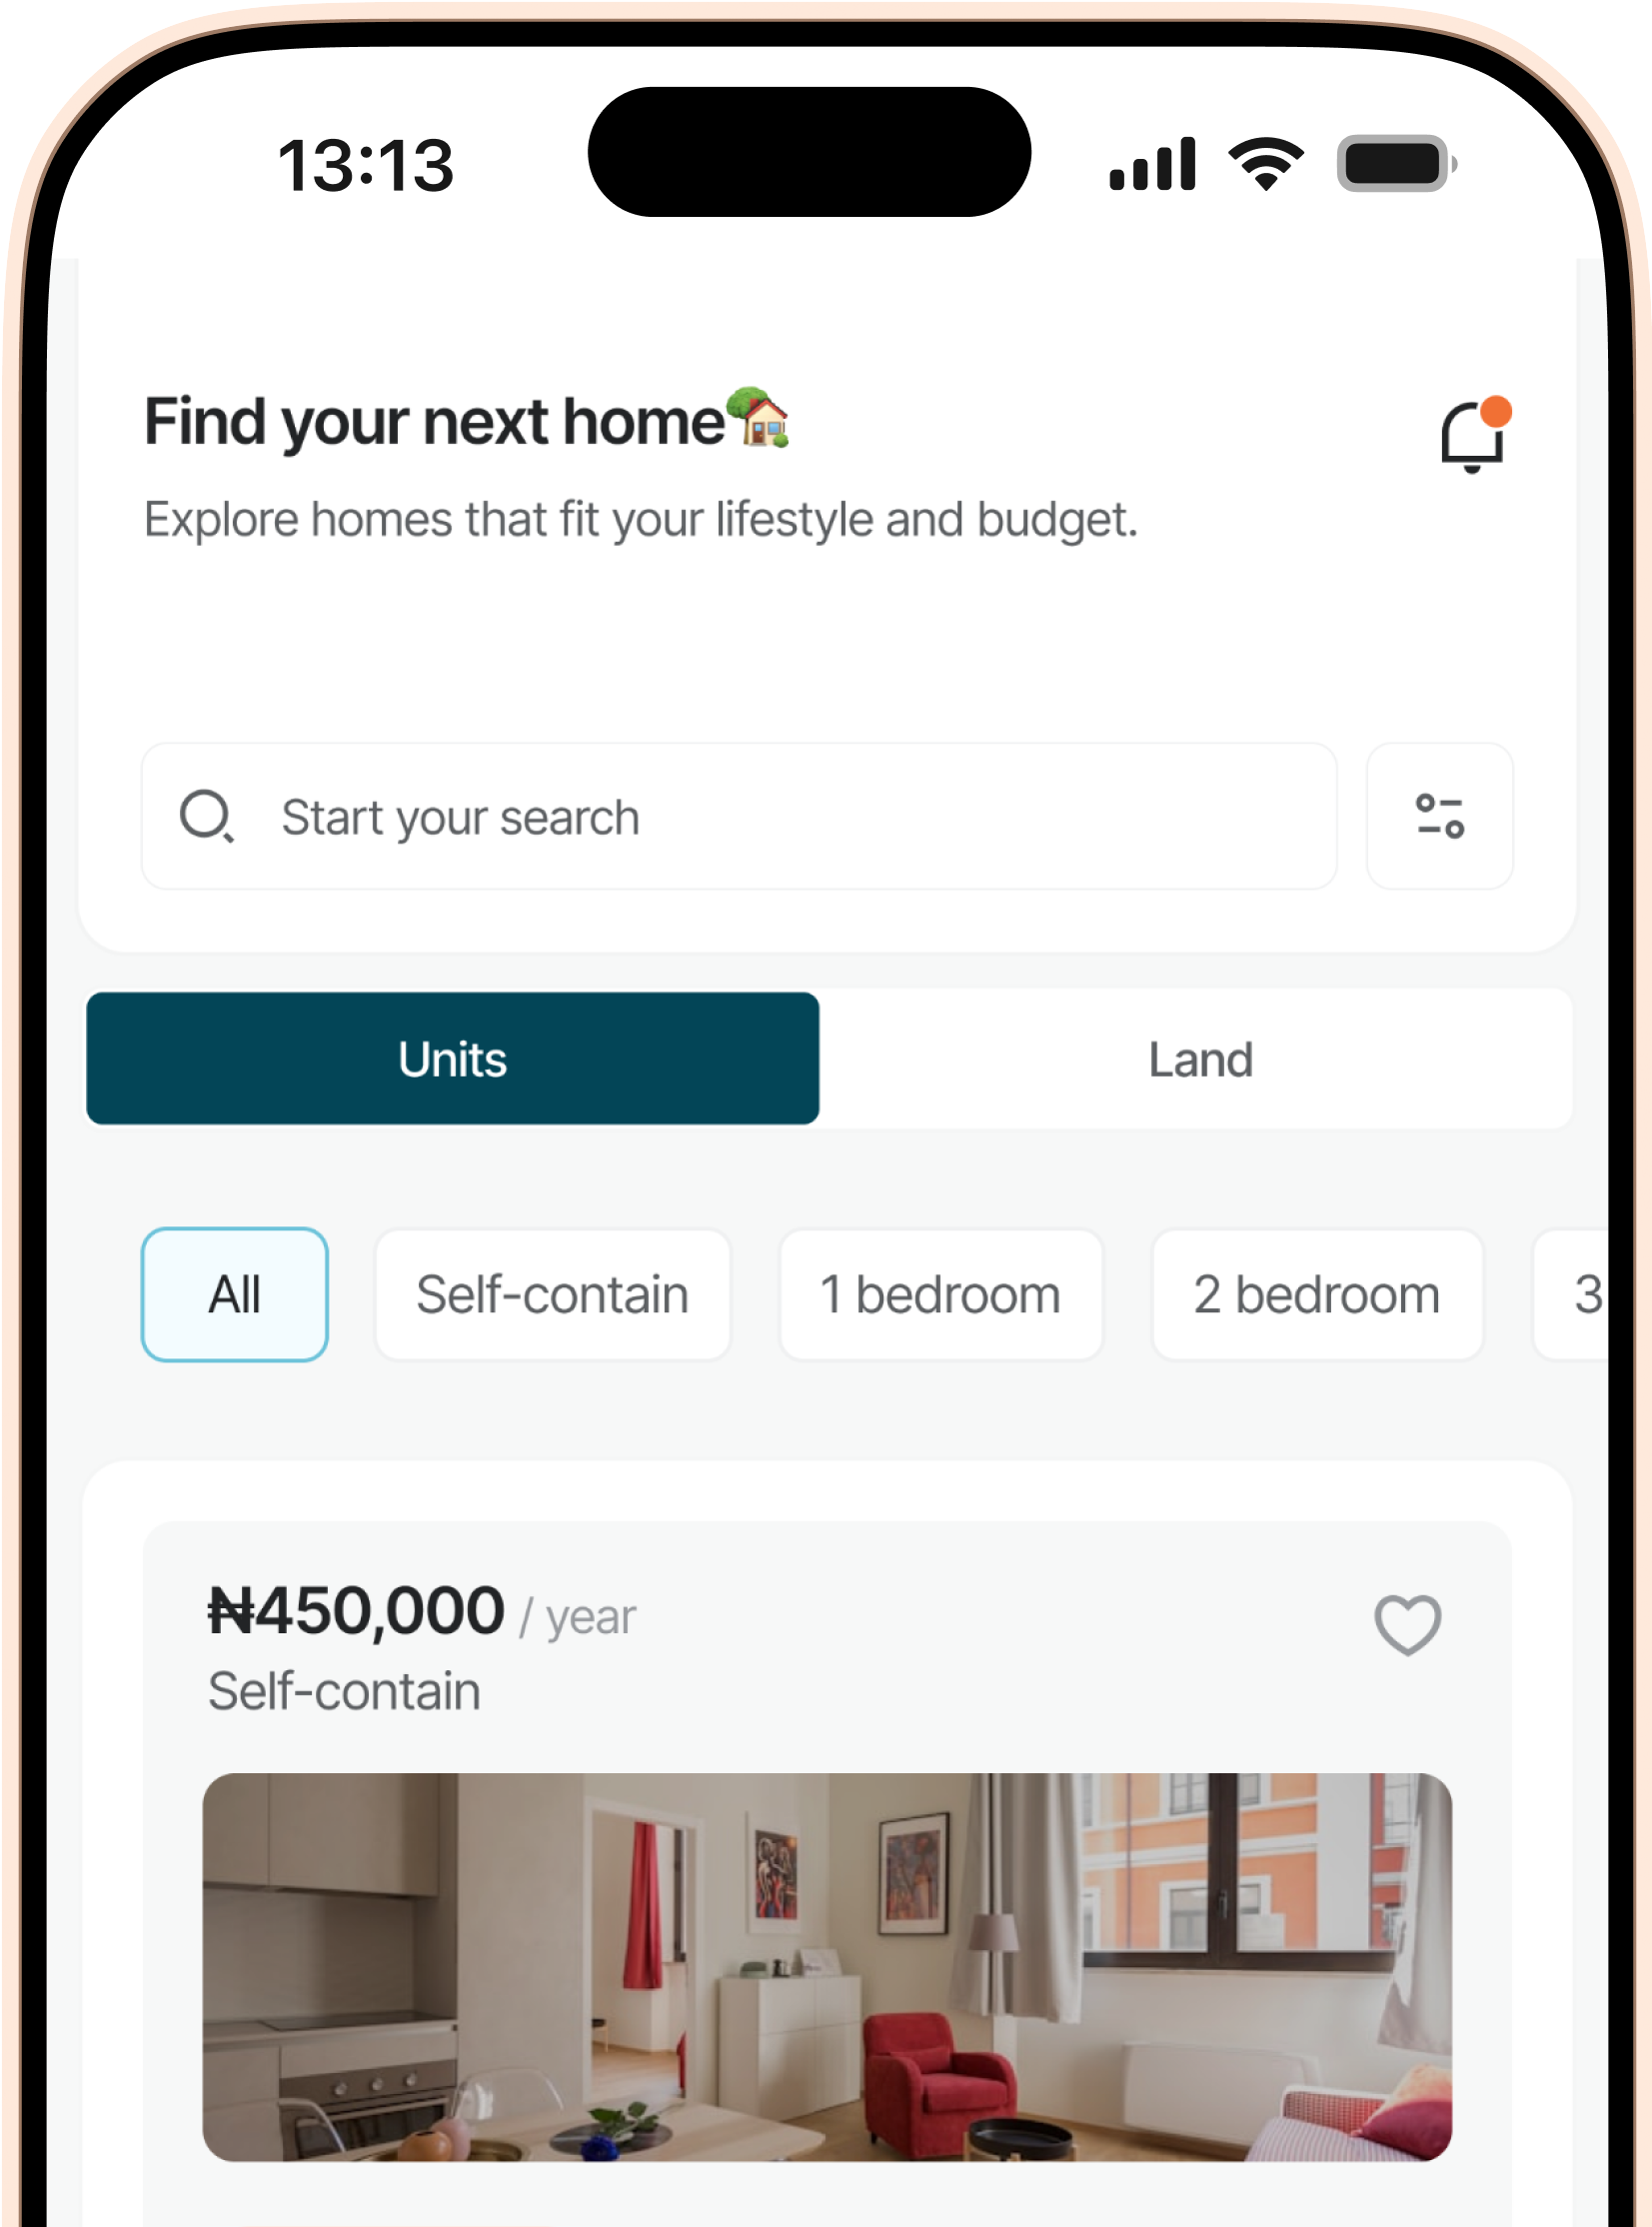 13:13
Find your next home🏡
Explore homes that fit your lifestyle and budget.
Start your search
Units Land
All Self-contain 1 bedroom 2 bedroom 3
₦450,000 / year
Self-contain